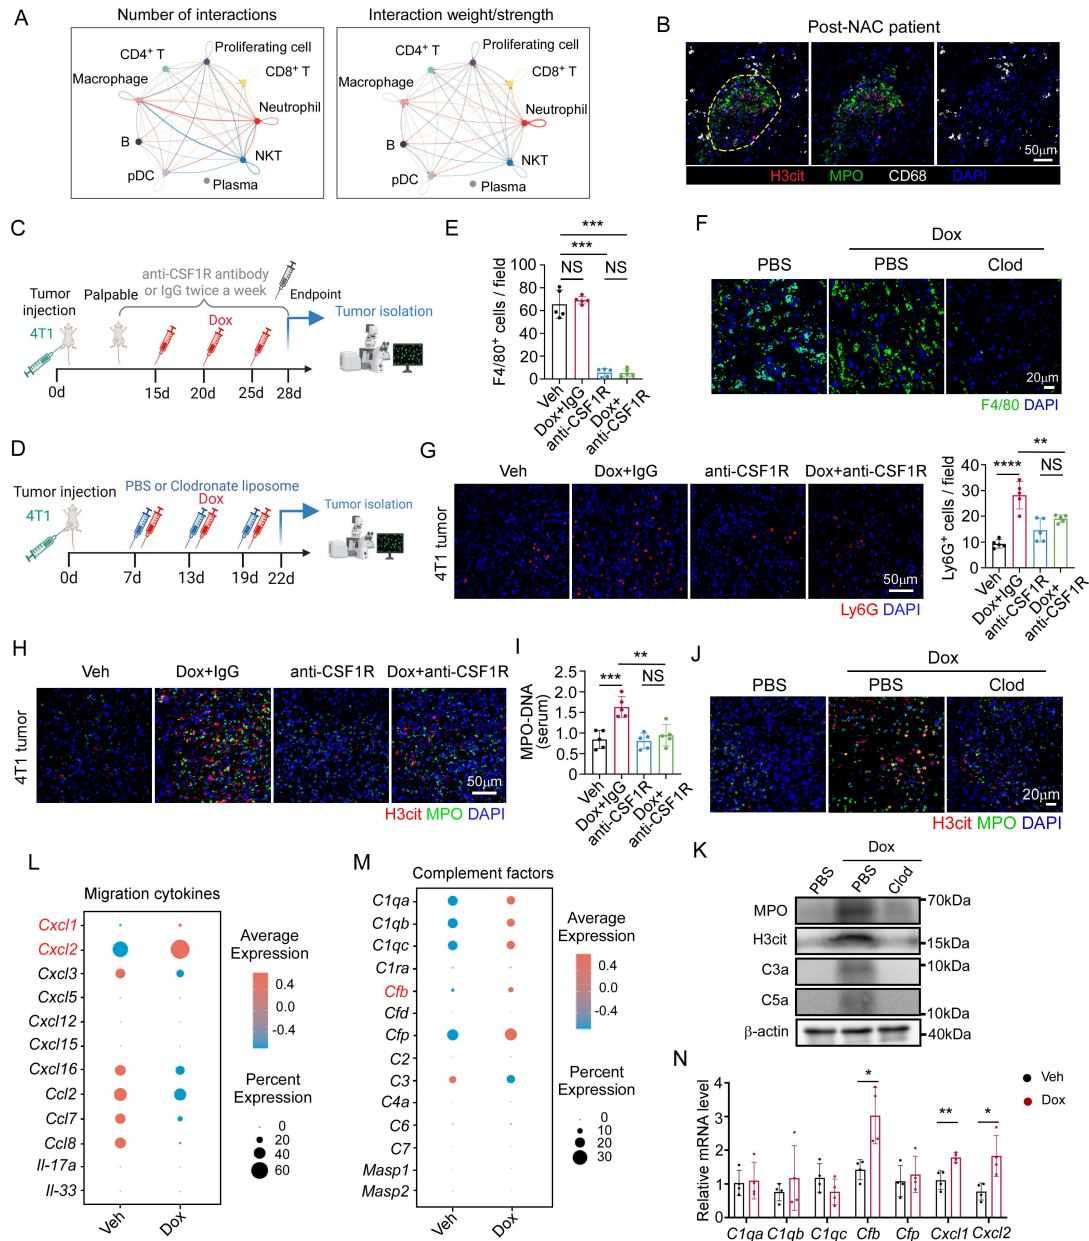 A
Number of interactions
CD4⁺ T
Proliferating cell
Macrophage
CD8⁺ T
Neutrophil
B
NKT
pDC
Plasma
Interaction weight/strength
CD4⁺ T
Proliferating cell
Macrophage
CD8⁺ T
Neutrophil
B
NKT
pDC
Plasma
B
Post-NAC patient
50μm
H3cit MPO CD68 DAPI
C
anti-CSF1R antibody
or IgG twice a week
Tumor
injection
Palpable
Endpoint
4T1
Dox
Tumor isolation
0d 15d 20d 25d 28d
D
Tumor injection
PBS or Clodronate liposome
4T1
Dox
Tumor isolation
0d 7d 13d 19d 22d
E
***
***
NS NS
F4/80⁺ cells / field
100
80
60
40
20
0
Veh
Dox+IgG
anti-CSF1R
Dox+
anti-CSF1R
F
Dox
PBS PBS Clod
20μm
F4/80 DAPI
G
Veh Dox+IgG anti-CSF1R Dox+anti-CSF1R
4T1 tumor
50μm
Ly6G DAPI
**
**** NS
Ly6G⁺ cells / field
40
30
20
10
0
Veh
Dox+IgG
anti-CSF1R
Dox+
anti-CSF1R
H
Veh Dox+IgG anti-CSF1R Dox+anti-CSF1R
4T1 tumor
50μm
H3cit MPO DAPI
I
**
*** NS
MPO-DNA
(serum)
2.5
2.0
1.5
1.0
0.5
0
Veh
Dox+IgG
anti-CSF1R
Dox+
anti-CSF1R
J
Dox
PBS PBS Clod
20μm
H3cit MPO DAPI
K
Dox
PBS PBS Clod
MPO 70kDa
H3cit 15kDa
C3a 10kDa
C5a 10kDa
β-actin 40kDa
L
Migration cytokines
Cxcl1
Cxcl2
Cxcl3
Cxcl5
Cxcl12
Cxcl15
Cxcl16
Ccl2
Ccl7
Ccl8
Il-17a
Il-33
Veh Dox
Average
Expression
0.4
0.0
-0.4
Percent
Expression
0
20
40
60
M
Complement factors
C1qa
C1qb
C1qc
C1ra
Cfb
Cfd
Cfp
C2
C3
C4a
C6
C7
Masp1
Masp2
Veh Dox
Average
Expression
0.4
0.0
-0.4
Percent
Expression
0
10
20
30
N
Veh
Dox
* ** *
Relative mRNA level
4
3
2
1
0
C1qa C1qb C1qc Cfb Cfp Cxcl1 Cxcl2